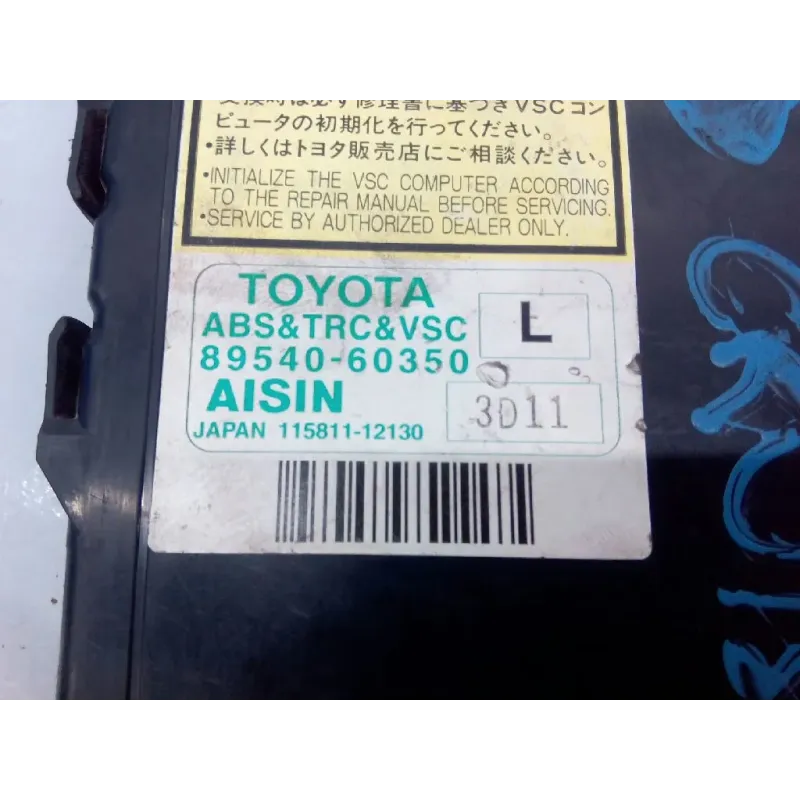 交換時は必ず修理書に基づきVSCコン
ピュータの初期化を行ってください。
・詳しくはトヨタ販売店にご相談ください。
・INITIALIZE THE VSC COMPUTER ACCORDING
TO THE REPAIR MANUAL BEFORE SERVICING.
・SERVICE BY AUTHORIZED DEALER ONLY.
TOYOTA
ABS&TRC&VSC
L
89540-60350
AISIN
3D11
JAPAN 115811-12130